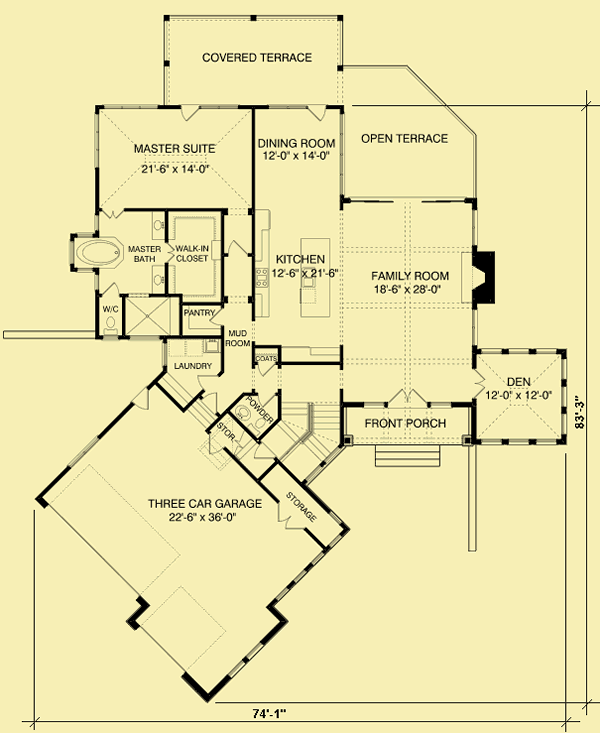 COVERED TERRACE
OPEN TERRACE
DINING ROOM
12'-0" x 14'-0"
MASTER SUITE
21'-6" x 14'-0"
MASTER
BATH
WALK-IN
CLOSET
KITCHEN
12'-6" x 21'-6"
FAMILY ROOM
18'-6" x 28'-0"
W/C
PANTRY
MUD
ROOM
LAUNDRY
COATS
DEN
12'-0" x 12'-0"
POWDER
STOR.
FRONT PORCH
83'-3"
THREE CAR GARAGE
22'-6" x 36'-0"
STORAGE
74'-1"